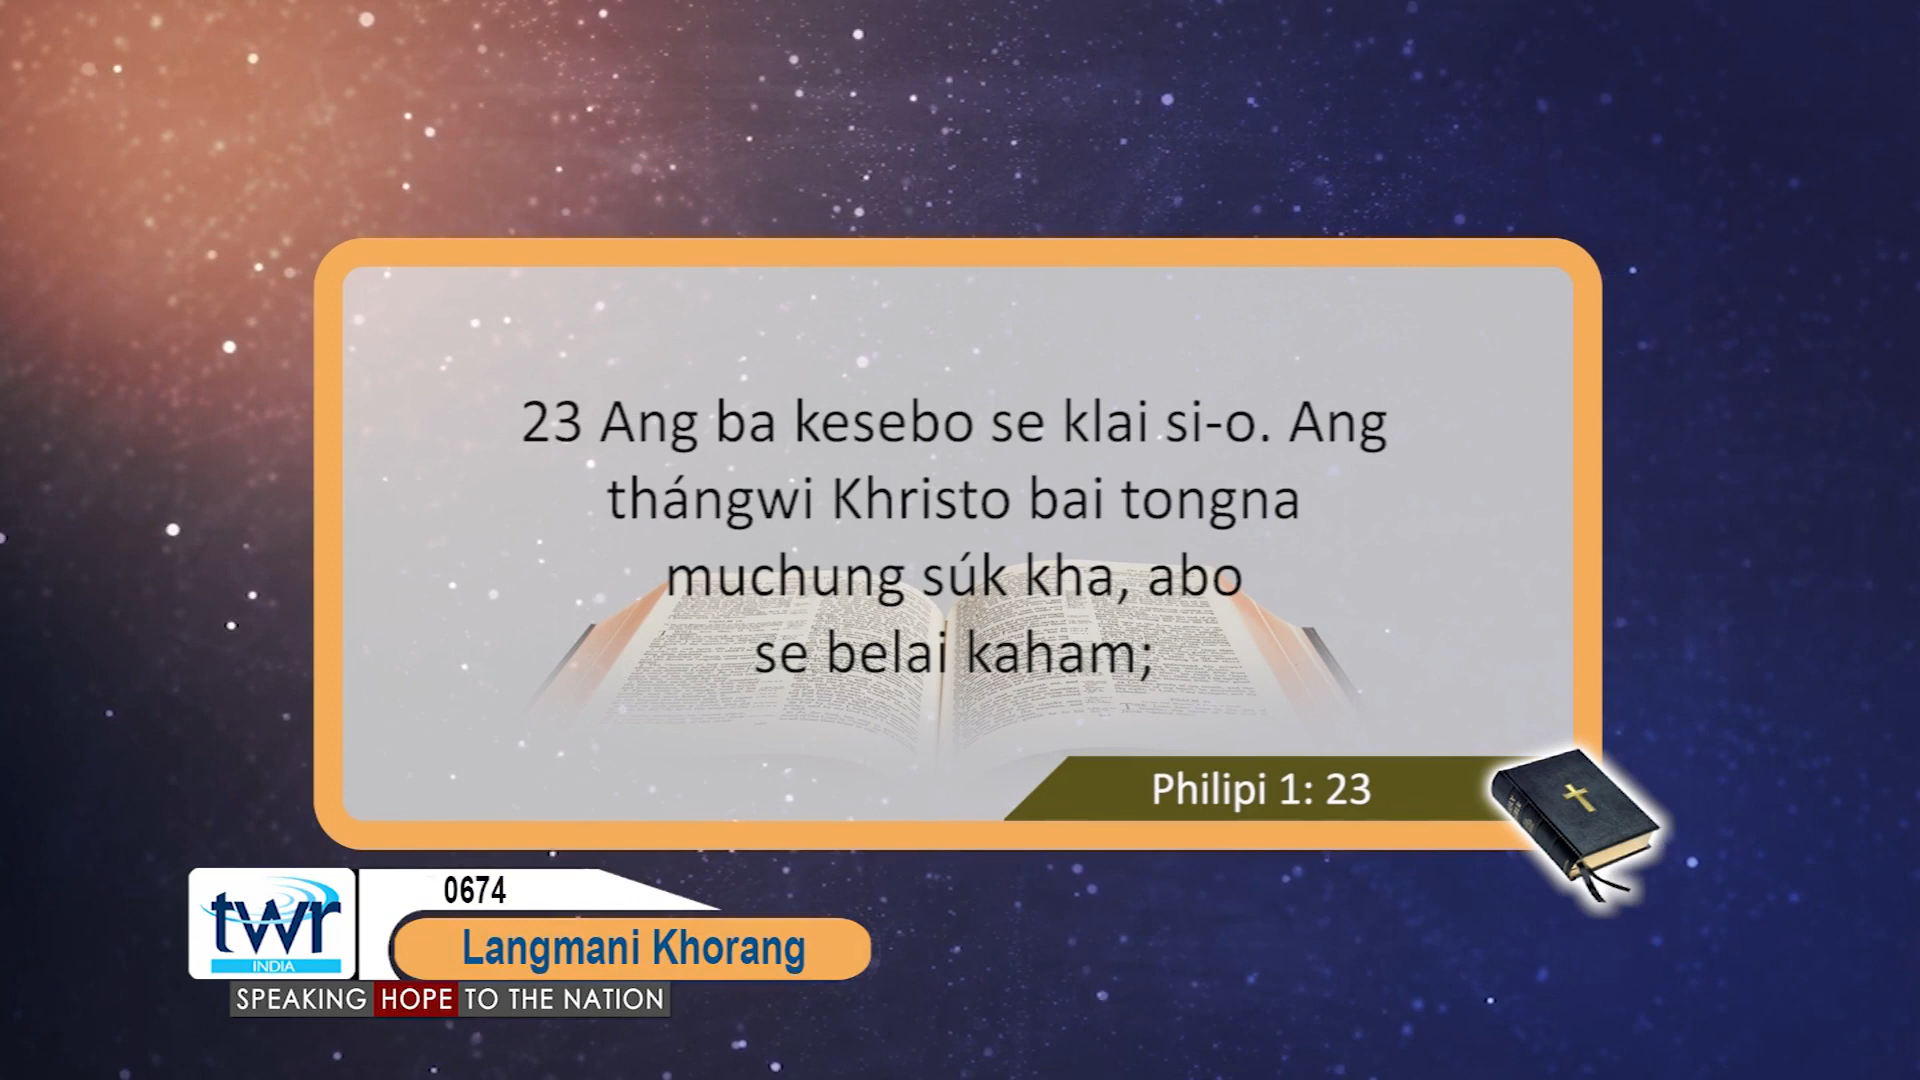 23 Ang ba kesebo se klai si-o. Ang
thángwi Khristo bai tongna
muchung súk kha, abo
se belai kaham;
Philipi 1: 23
0674
twr
INDIA
Langmani Khorang
SPEAKING HOPE TO THE NATION